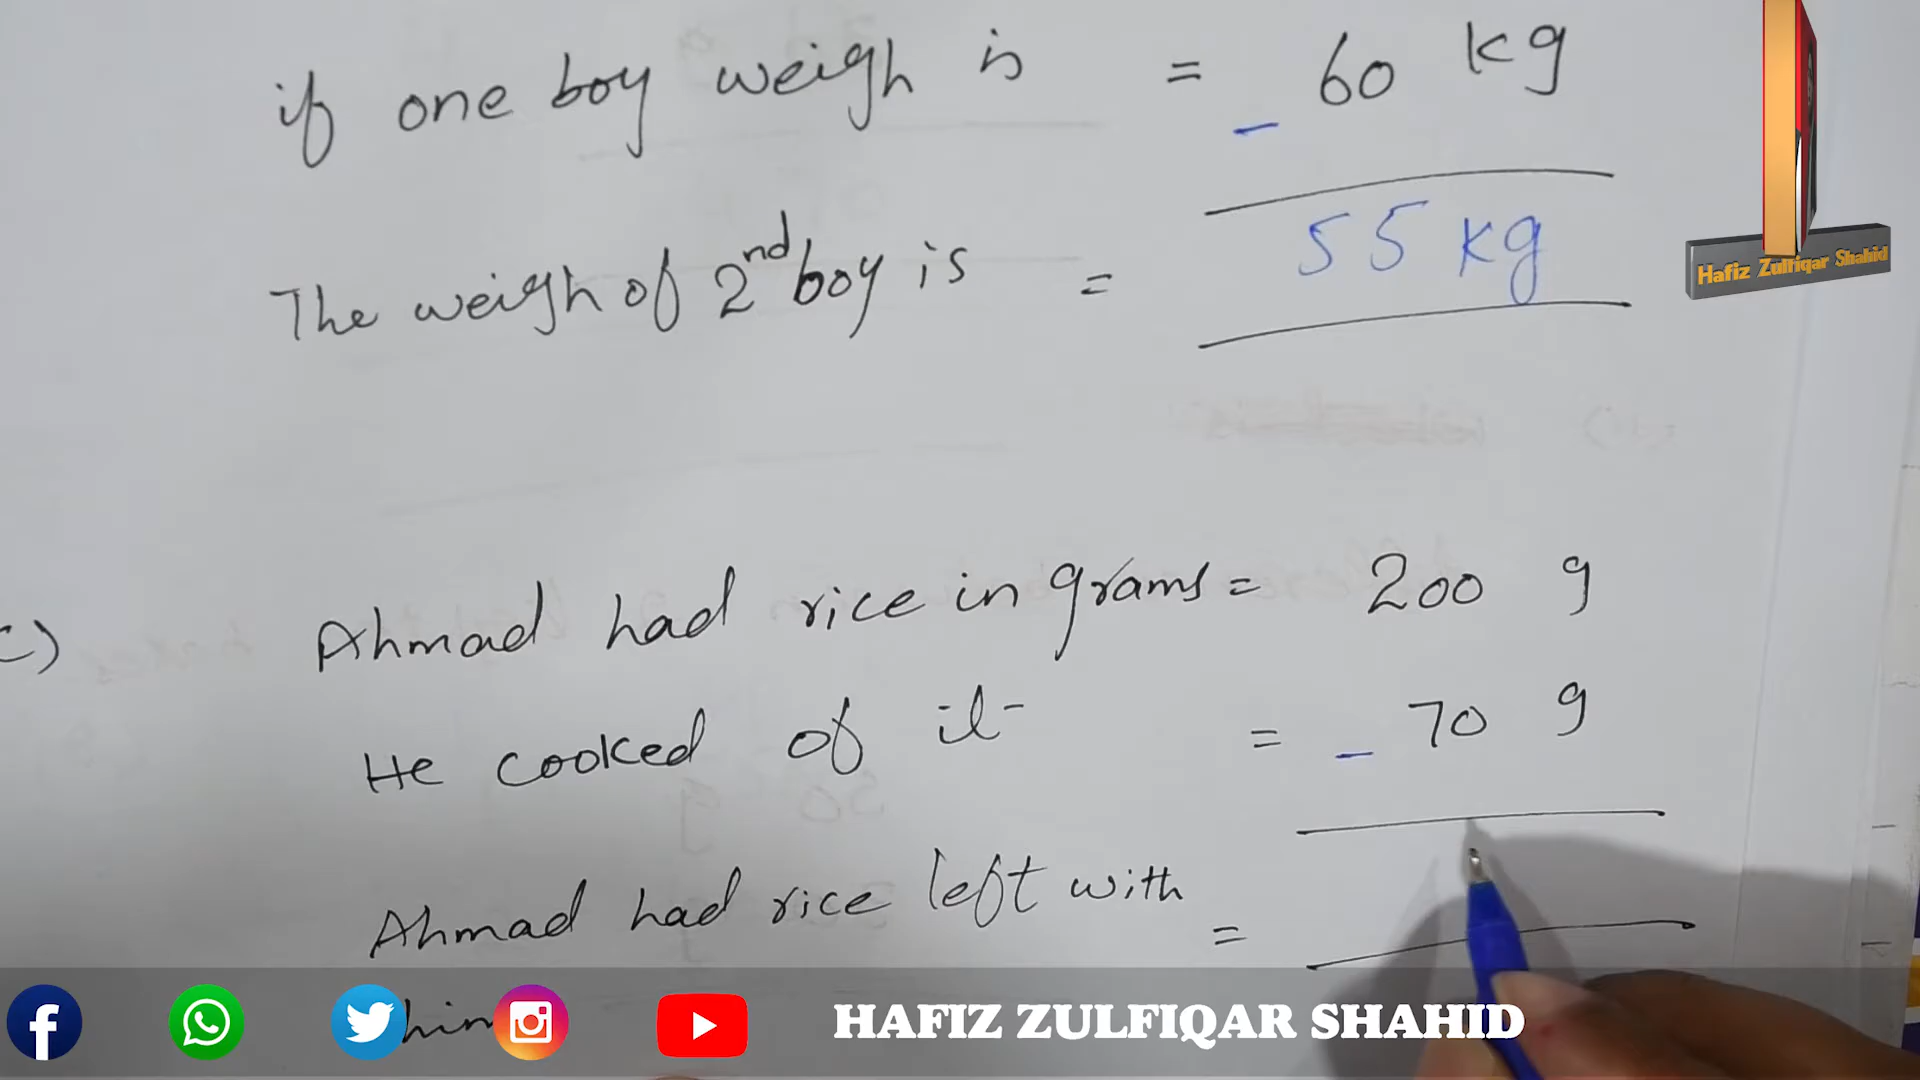 if one boy weigh is = 60 kg
-
The weigh of 2nd boy is = 55 kg
Hafiz Zulfiqar Shahid
c) Ahmad had rice in grams = 200 g
He cooked of it = - 70 g
Ahmad had rice left with =
him
HAFIZ ZULFIQAR SHAHID